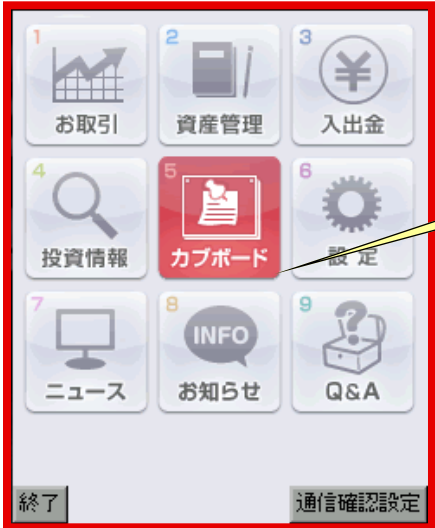 1
お取引
2
資産管理
3
¥
入出金
4
投資情報
5
カブボード
6
設定
7
ニュース
8
INFO
お知らせ
9
?
Q&A
終了
通信確認設定